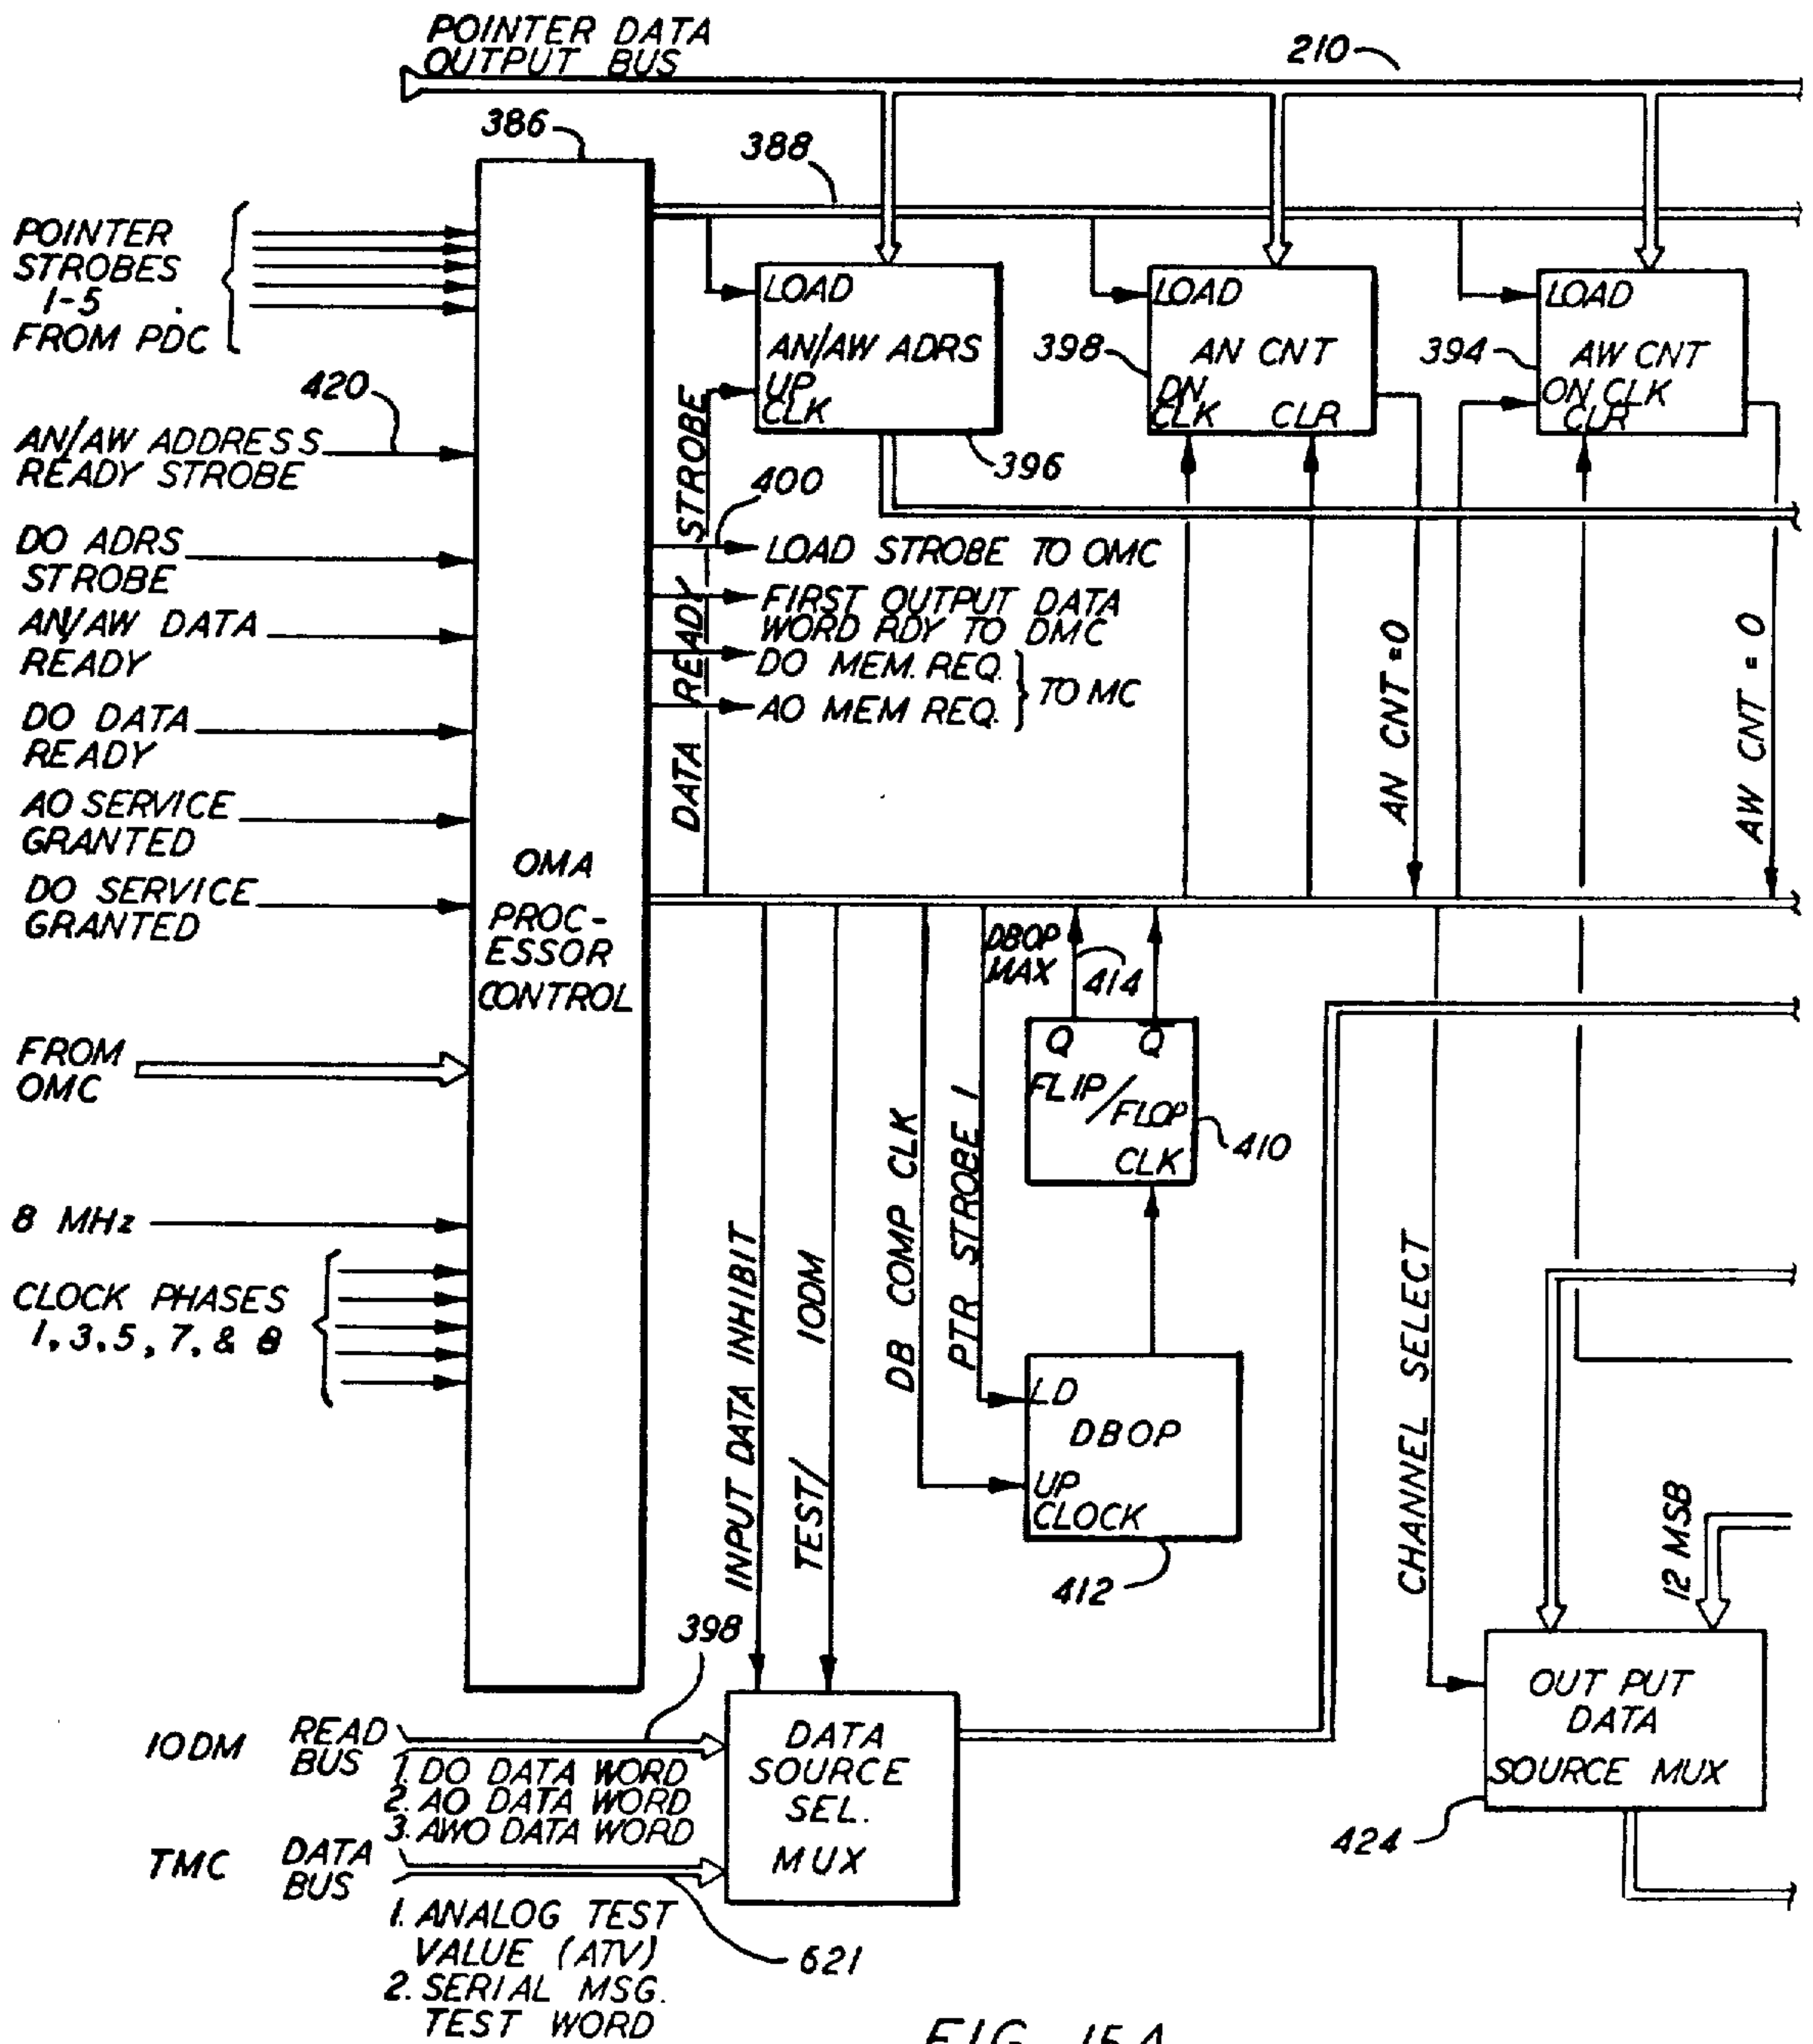 POINTER DATA
OUTPUT BUS
210
386
388
POINTER
STROBES
1-5
FROM PDC
LOAD
AN/AW ADRS
UP
CLK
396
LOAD
398
AN CNT
DN
CLK CLR
LOAD
394
AW CNT
ON CLK
CLR
420
AN/AW ADDRESS
READY STROBE
DO ADRS
STROBE
AN/AW DATA
READY
DO DATA
READY
AO SERVICE
GRANTED
DO SERVICE
GRANTED
FROM
OMC
8 MHz
CLOCK PHASES
1, 3, 5, 7, & 8
OMA
PROC-
ESSOR
CONTROL
DATA READY STROBE
400
LOAD STROBE TO OMC
FIRST OUTPUT DATA
WORD RDY TO DMC
DO MEM. REQ.
AO MEM REQ.
TO MC
AN CNT=0
AW CNT = 0
DBOP
MAX
414
Q Q
FLIP/FLOP
CLK
410
INPUT DATA INHIBIT
TEST/ IODM
DB COMP CLK
PTR STROBE 1
LD
DBOP
UP
CLOCK
412
CHANNEL SELECT
12 MSB
OUT PUT
DATA
SOURCE MUX
424
398
IODM READ
BUS
1. DO DATA WORD
2. AO DATA WORD
3. AWO DATA WORD
TMC DATA
BUS
1. ANALOG TEST
VALUE (ATV)
2. SERIAL MSG.
TEST WORD
621
DATA
SOURCE
SEL.
MUX
FIG. 15A